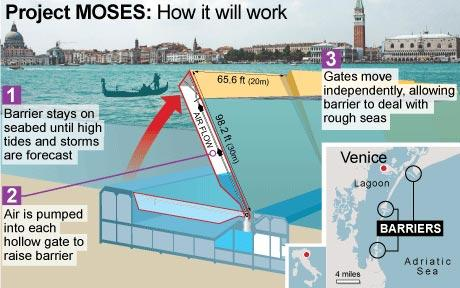 Project MOSES: How it will work
1
Barrier stays on
seabed until high
tides and storms
are forecast
2
Air is pumped
into each
hollow gate to
raise barrier
65.6 ft (20m)
98.2 ft (30m)
AIR FLOW
3
Gates move
independently, allowing
barrier to deal with
rough seas
Venice
Lagoon
BARRIERS
Adriatic
Sea
4 miles